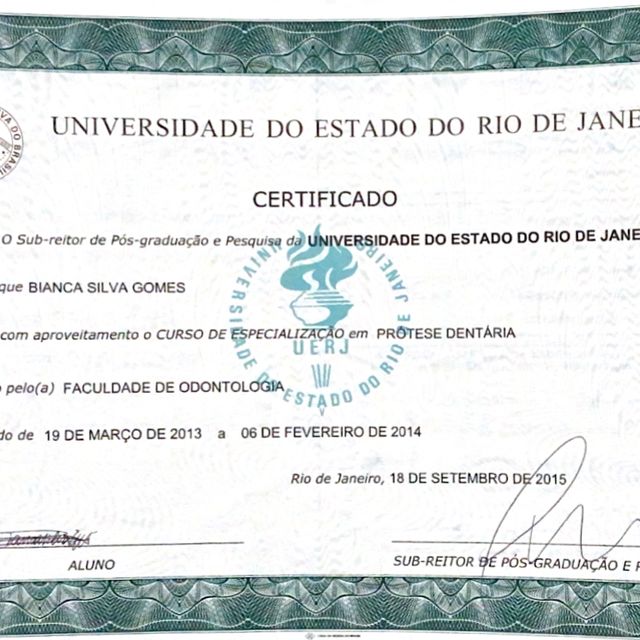 UNIVERSIDADE DO ESTADO DO RIO DE JANE
CERTIFICADO
O Sub-reitor de Pós-graduação e Pesquisa da UNIVERSIDADE DO ESTADO DO RIO DE JANE
que BIANCA SILVA GOMES
com aproveitamento o CURSO DE ESPECIALIZAÇÃO em PRÓTESE DENTÁRIA
pelo(a) FACULDADE DE ODONTOLOGIA
do de 19 DE MARÇO DE 2013 a 06 DE FEVEREIRO DE 2014
Rio de Janeiro, 18 DE SETEMBRO DE 2015
ALUNO
SUB-REITOR DE PÓS-GRADUAÇÃO E P
UNIVERSIDADE DO ESTADO DO RIO DE JANEIRO
UERJ
VA DO BRASIL